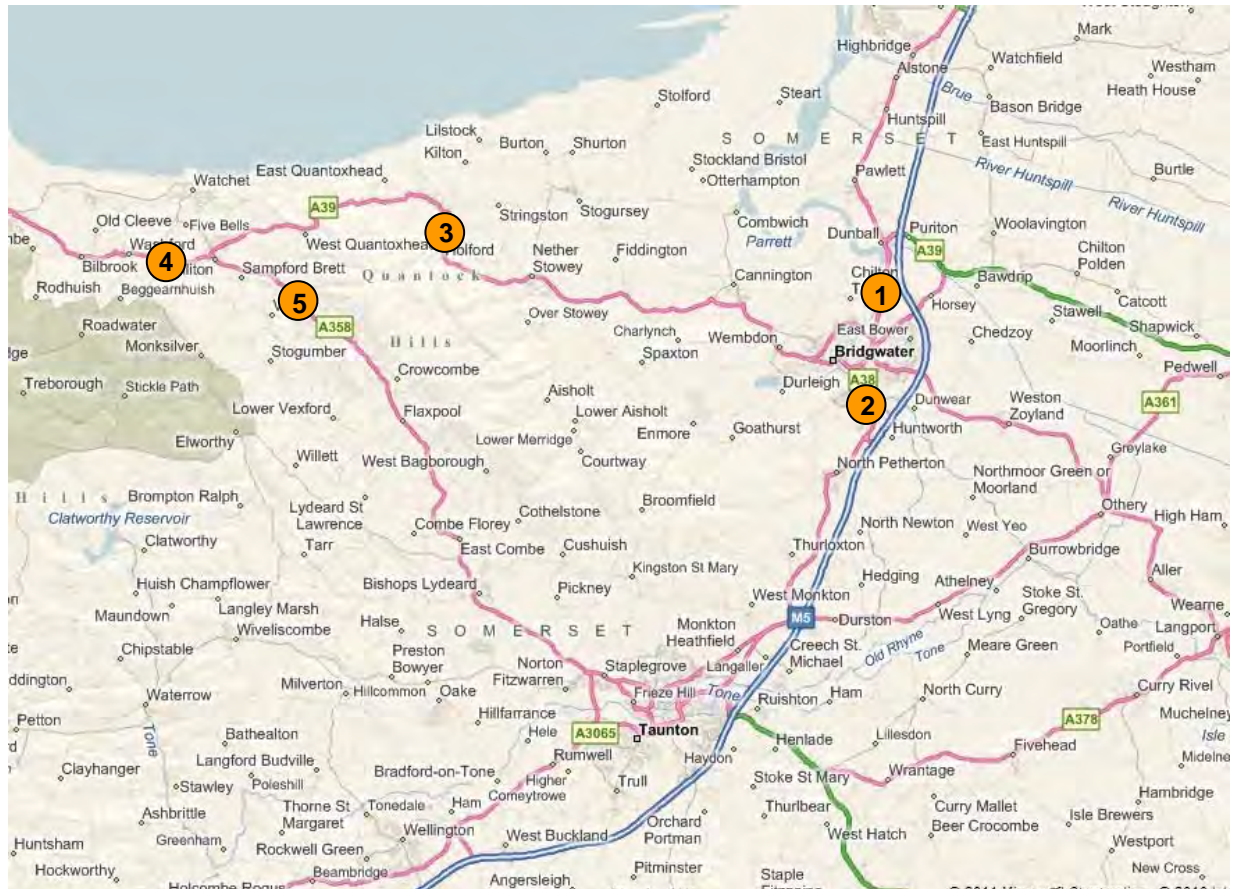 Mark
Highbridge
Watchfield
Westham
Alstone
Heath House
Brue
Bason Bridge
Stolford
Steart
Huntspill
Lilstock
Burton
Shurton
SOMERSET
East Huntspill
Kilton
Stockland Bristol
River Huntspill
Burtle
East Quantoxhead
Otterhampton
Pawlett
Watchet
River Huntspill
A39
Stringston
Stogursey
Combwich
Woolavington
Old Cleeve
Five Bells
Parrett
Dunball
Puriton
3
West Quantoxhead
Nether
Stowey
Fiddington
A39
Chilton
Polden
4
Bilbrook
Sampford Brett
Quantock
Cannington
Chilton
Bawdrip
Rodhuish
Beggearnhuish
5
1
Horsey
Catcott
Stawell
Roadwater
A358
Over Stowey
Charlynch
Wembdon
East Bower
Chedzoy
Shapwick
Monksilver
Hills
Spaxton
Bridgwater
Moorlinch
Stogumber
Crowcombe
Durleigh
A38
Pedwell
Treborough
Stickle Path
Aisholt
2
Dunwear
Weston
Zoyland
A361
Lower Vexford
Flaxpool
Lower Aisholt
Elworthy
Lower Merridge
Enmore
Goathurst
Huntworth
Greylake
Willett
West Bagborough
Courtway
North Petherton
Northmoor Green or
Moorland
Hills
Brompton Ralph
Lydeard St
Lawrence
Broomfield
Othery
High Ham
Clatworthy Reservoir
Cothelstone
Combe Florey
North Newton
West Yeo
Clatworthy
Tarr
East Combe
Cushuish
Thurloxton
Burrowbridge
Kingston St Mary
Huish Champflower
Bishops Lydeard
Pickney
Hedging
Athelney
Aller
Maundown
Langley Marsh
West Monkton
Stoke St.
Gregory
Wearne
Wiveliscombe
Halse
SOMERSET
Monkton
Heathfield
M5
Durston
West Lyng
Oathe
Langport
Chipstable
Preston
Bowyer
Norton
Fitzwarren
Staplegrove
Langaller
Creech St.
Michael
Old Rhyne
Tone
Meare Green
Portfield
Waterrow
Milverton
Hillcommon
Oake
Frieze Hill
Tone
Ruishton
Ham
North Curry
Curry Rivel
Petton
Hillfarrance
A378
Muchelney
Tone
Bathealton
Hele
A3065
Taunton
Henlade
Lillesdon
Fivehead
Isle
Clayhanger
Langford Budville
Rumwell
Haydon
Stawley
Poleshill
Bradford-on-Tone
Higher
Comeytrowe
Trull
Stoke St Mary
Wrantage
Hambridge
Ashbrittle
Thorne St
Margaret
Tonedale
Ham
Orchard
Portman
Thurlbear
Curry Mallet
Beer Crocombe
Isle Brewers
Huntsham
Greenham
Wellington
West Buckland
West Hatch
Westport
Rockwell Green
Hockworthy
Beambridge
Pitminster
Staple
New Cross
Holcombe Rogus
Angersleigh